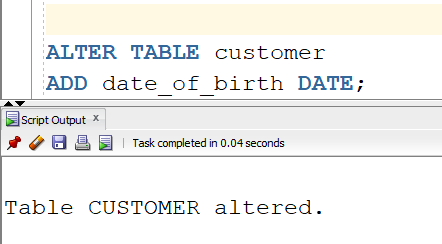 ALTER TABLE customer
ADD date_of_birth DATE;
Script Output x
Task completed in 0.04 seconds
Table CUSTOMER altered.